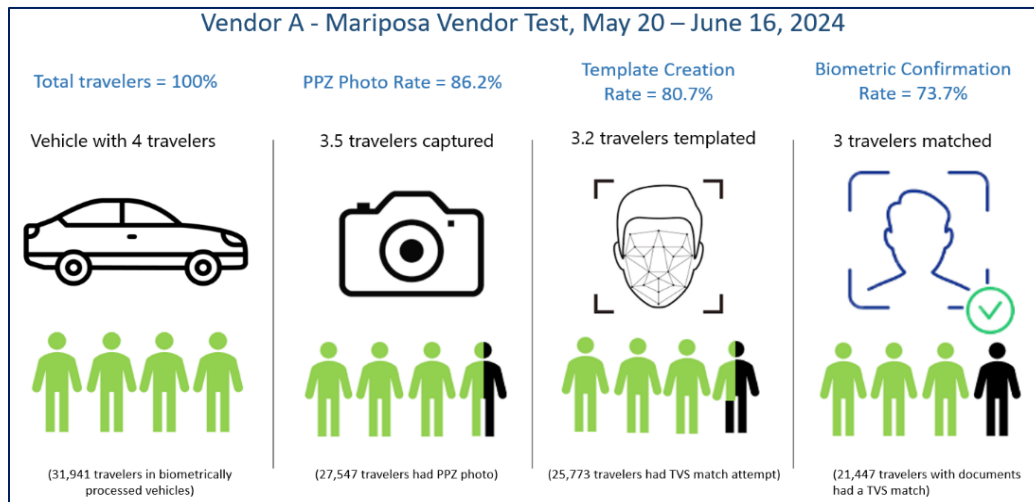 Vendor A - Mariposa Vendor Test, May 20 – June 16, 2024
Total travelers = 100%
Vehicle with 4 travelers
(31,941 travelers in biometrically
processed vehicles)
PPZ Photo Rate = 86.2%
3.5 travelers captured
(27,547 travelers had PPZ photo)
Template Creation
Rate = 80.7%
3.2 travelers templated
(25,773 travelers had TVS match attempt)
Biometric Confirmation
Rate = 73.7%
3 travelers matched
(21,447 travelers with documents
had a TVS match)